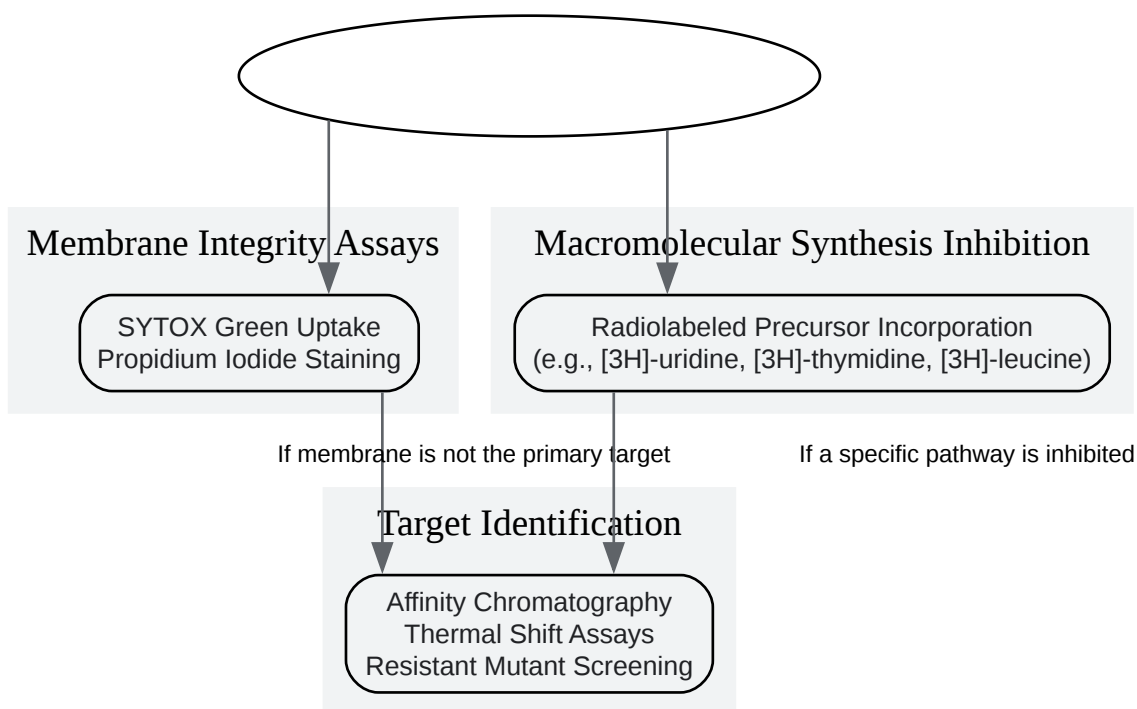 Membrane Integrity Assays
SYTOX Green Uptake
Propidium Iodide Staining
Macromolecular Synthesis Inhibition
Radiolabeled Precursor Incorporation
(e.g., [3H]-uridine, [3H]-thymidine, [3H]-leucine)
If membrane is not the primary target
If a specific pathway is inhibited
Target Identification
Affinity Chromatography
Thermal Shift Assays
Resistant Mutant Screening